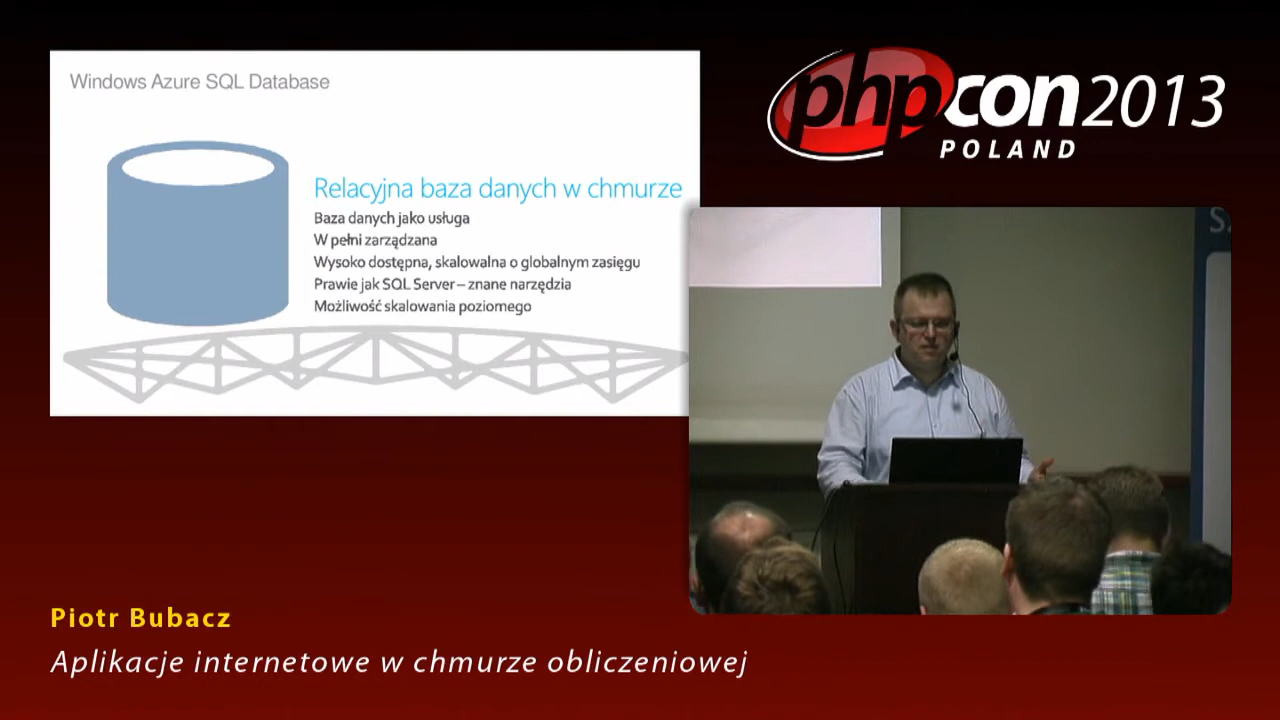 Windows Azure SQL Database
Relacyjna baza danych w chmurze
Baza danych jako usługa
W pełni zarządzana
Wysoko dostępna, skalowalna o globalnym zasięgu
Prawie jak SQL Server – znane narzędzia
Możliwość skalowania poziomego
phpcon2013
POLAND
Piotr Bubacz
Aplikacje internetowe w chmurze obliczeniowej